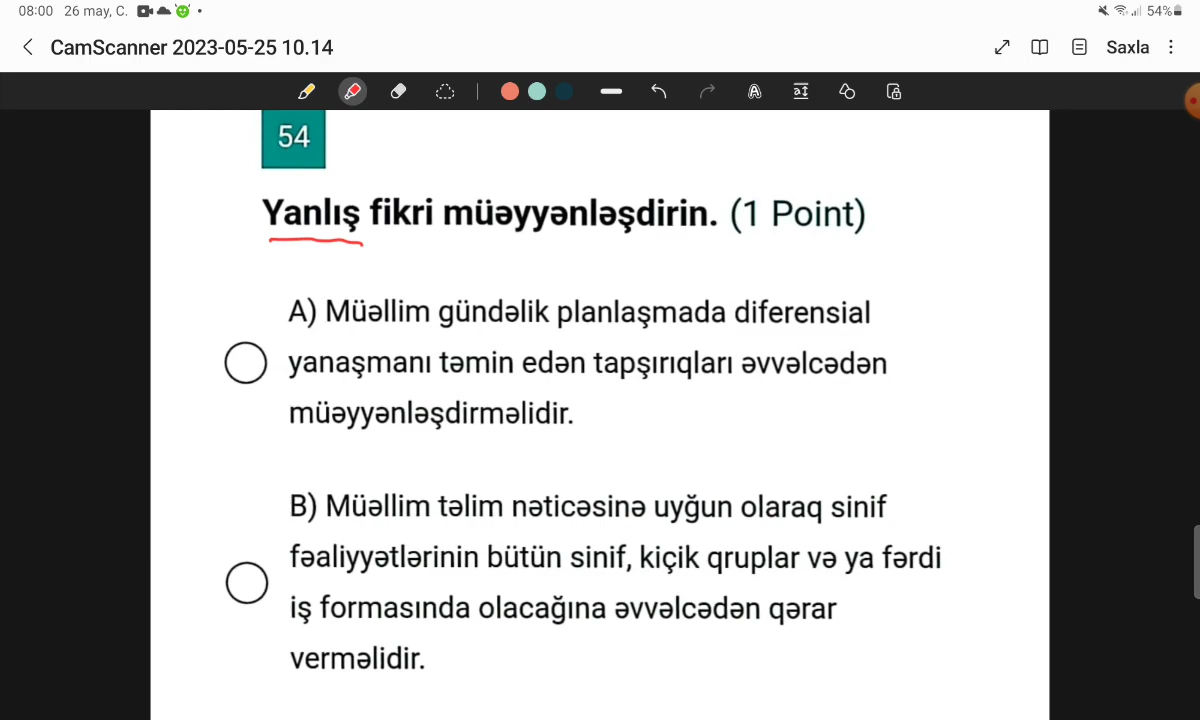 08:00 26 may, C.
54%
CamScanner 2023-05-25 10.14
Saxla
54
Yanlış fikri müəyyənləşdirin. (1 Point)
A) Müəllim gündəlik planlaşmada diferensial
yanaşmanı təmin edən tapşırıqları əvvəlcədən
müəyyənləşdirməlidir.
B) Müəllim təlim nəticəsinə uyğun olaraq sinif
fəaliyyətlərinin bütün sinif, kiçik qruplar və ya fərdi
iş formasında olacağına əvvəlcədən qərar
verməlidir.